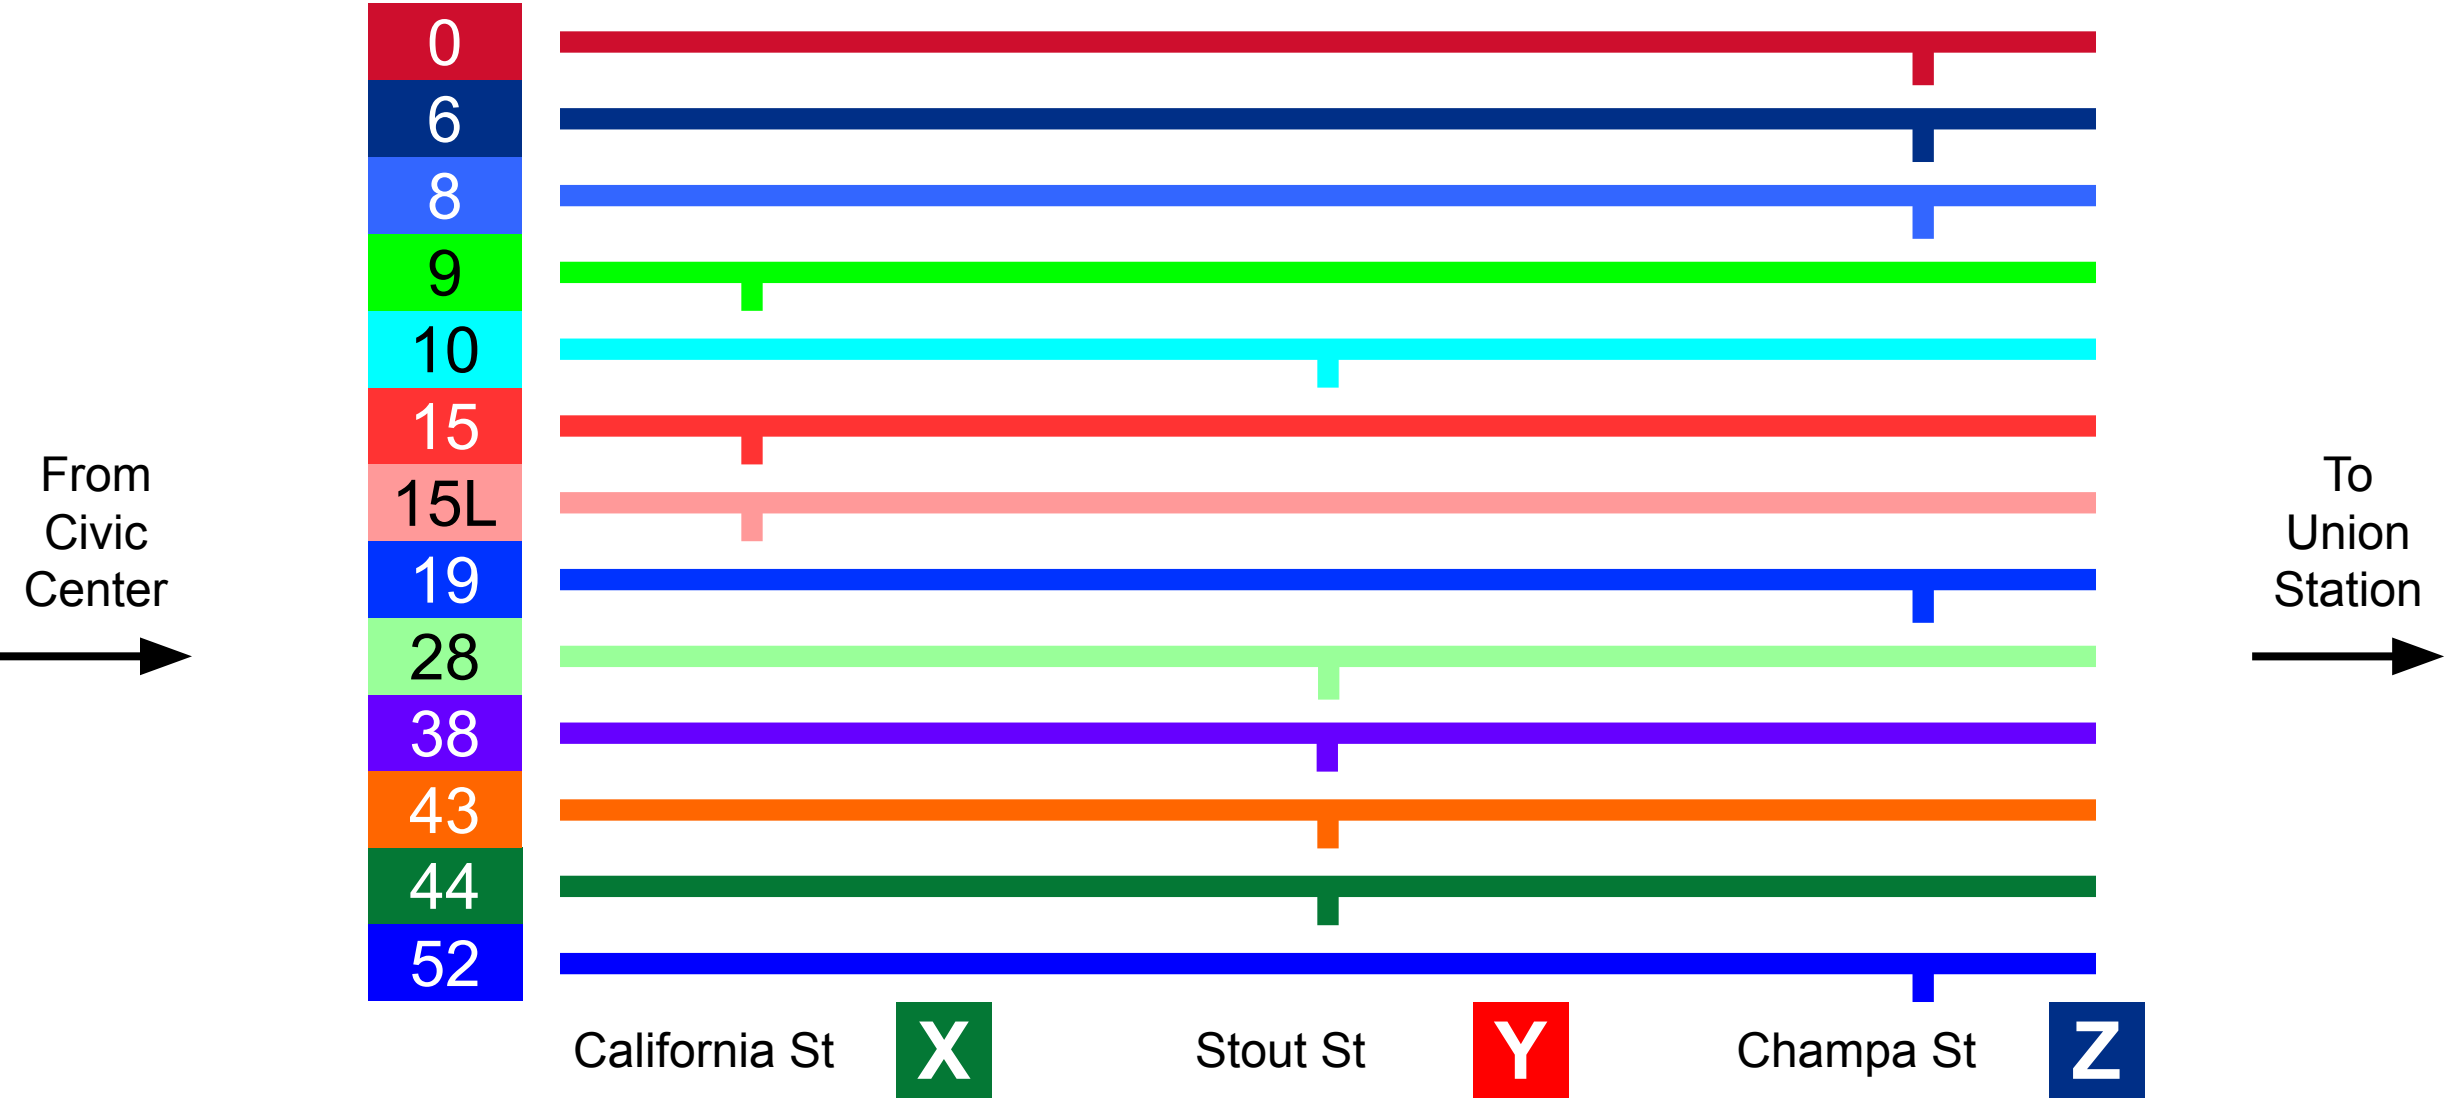 0
6
8
9
10
15
15L
19
28
38
43
44
52
From
Civic
Center
To
Union
Station
California St X Stout St Y Champa St Z